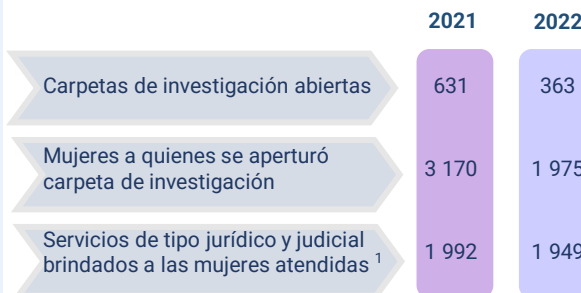 2021 2022
Carpetas de investigación abiertas 631 363
Mujeres a quienes se aperturó
carpeta de investigación 3 170 1 975
Servicios de tipo jurídico y judicial
brindados a las mujeres atendidas 1 1 992 1 949